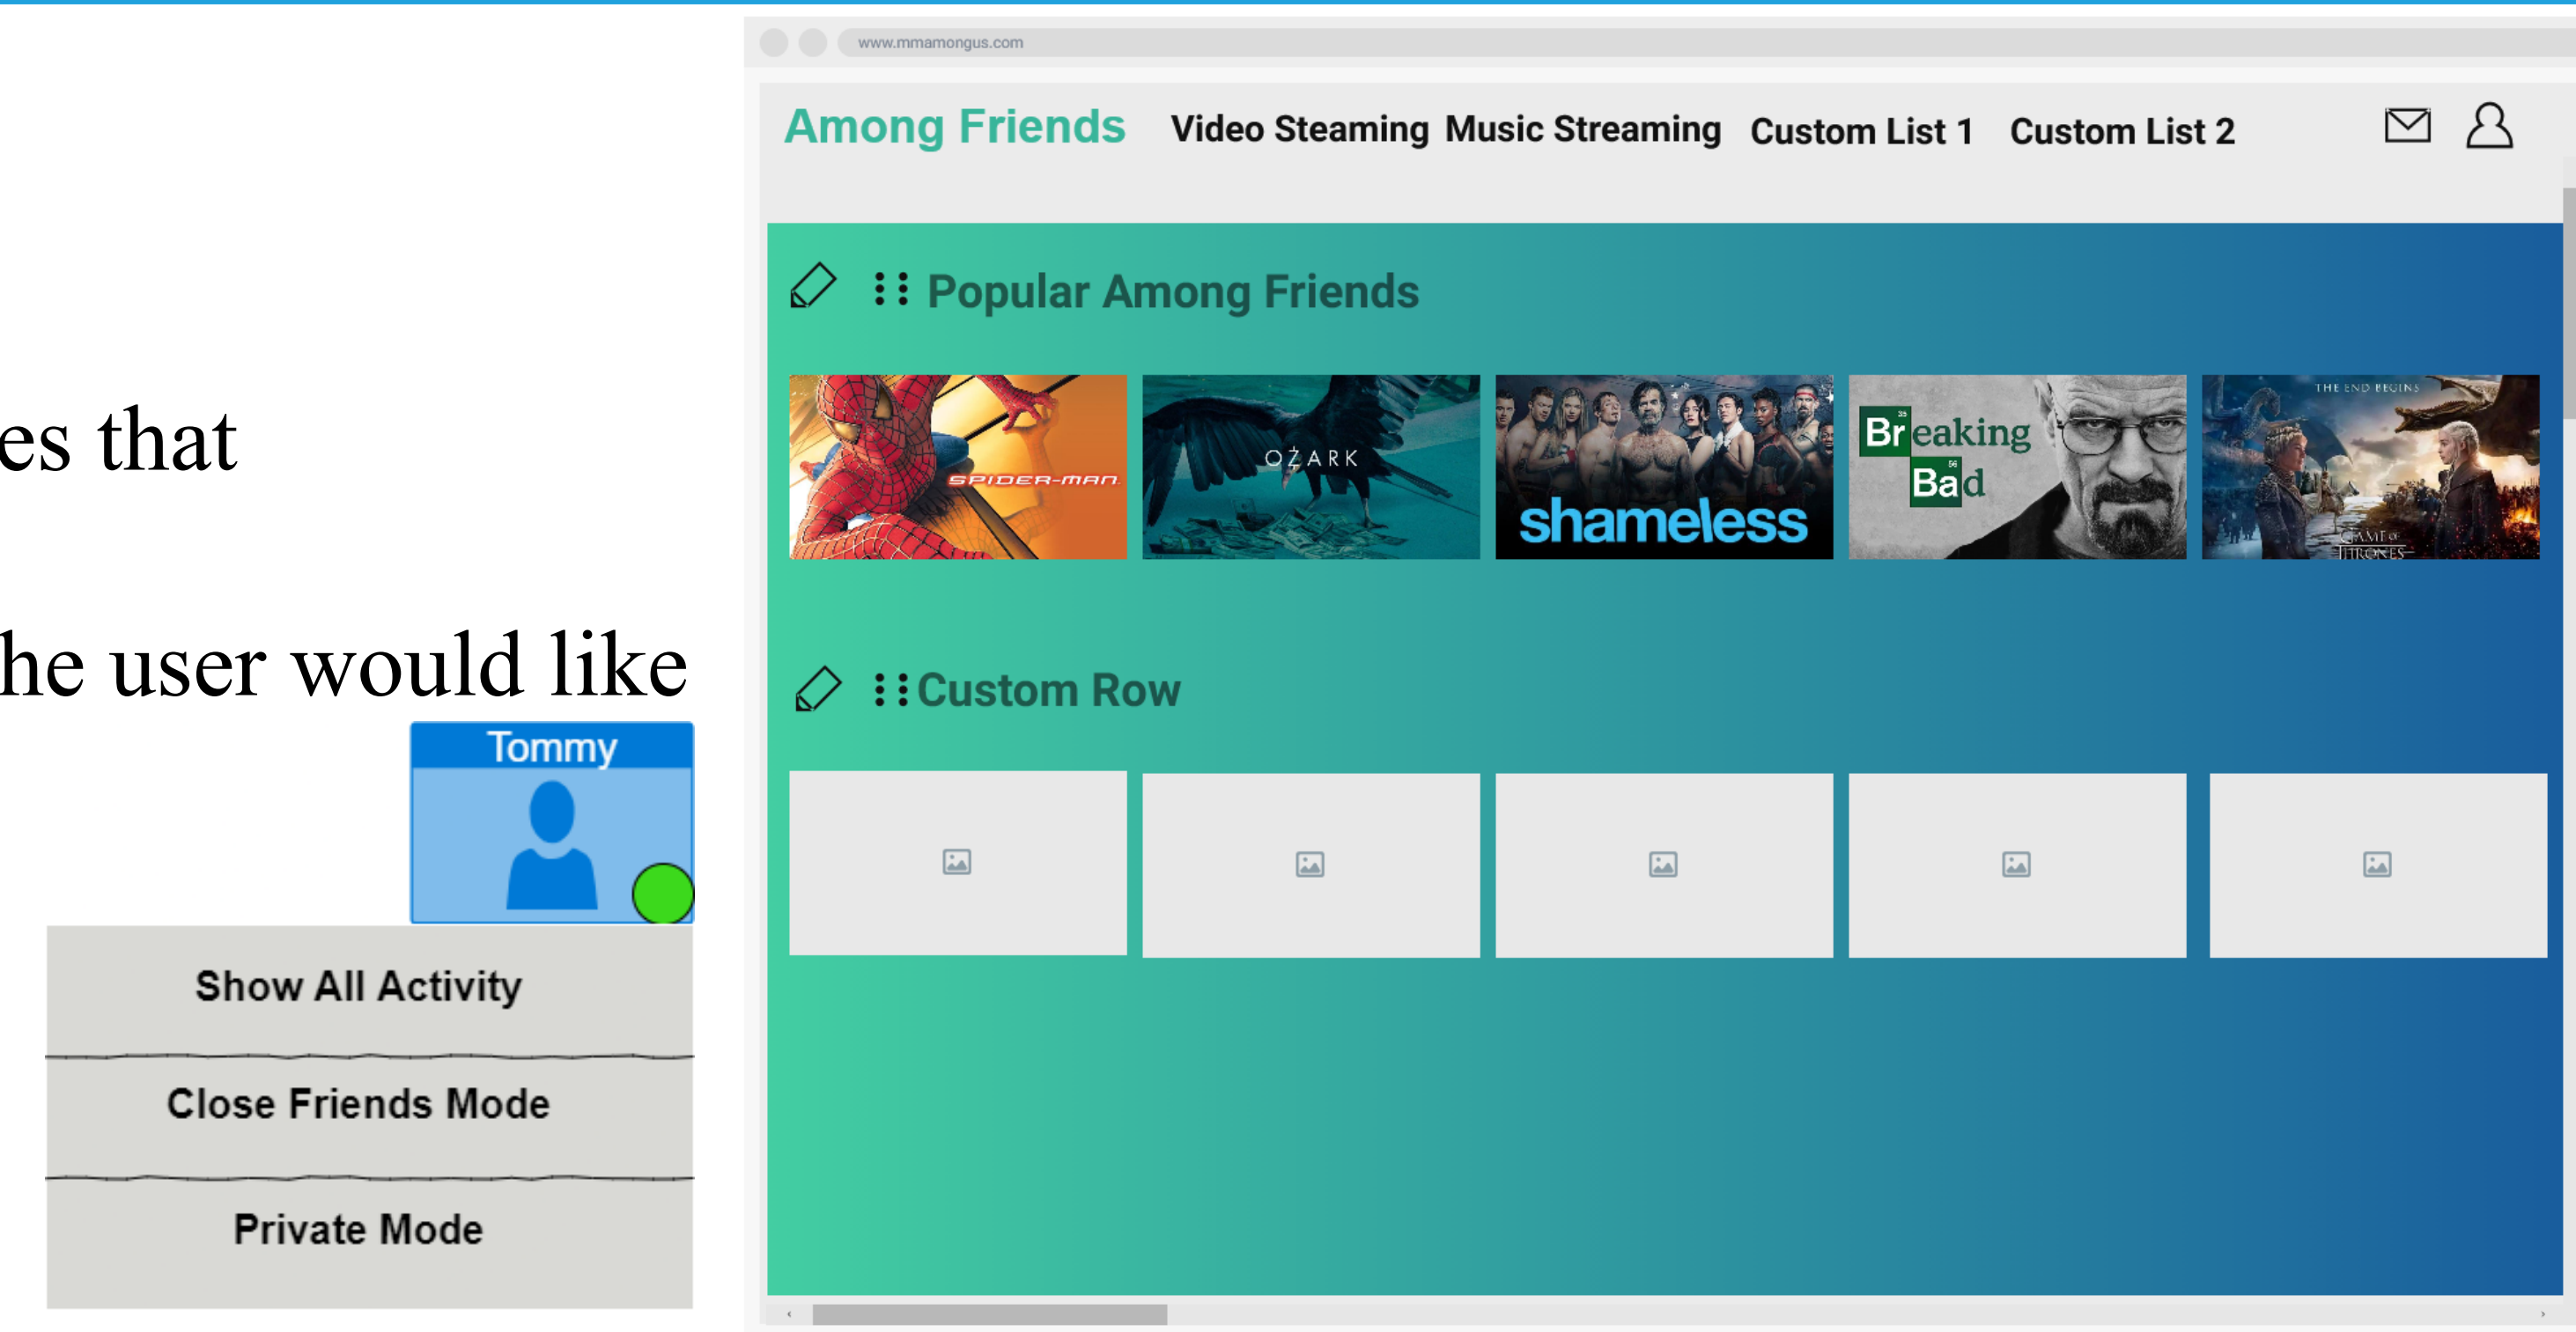 es that
he user would like
Tommy
Show All Activity
Close Friends Mode
Private Mode
www.mmamongus.com
Among Friends Video Steaming Music Streaming Custom List 1 Custom List 2
Popular Among Friends
SPIDER-MAN
OZARK
shameless
35
Breaking
56
Bad
THE END BEGINS
GAME OF
THRONES
Custom Row